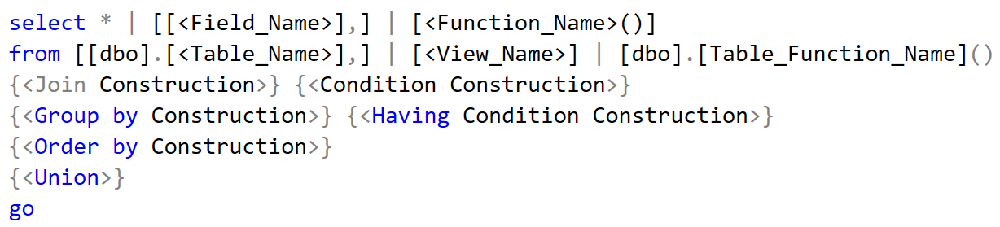 select * | [[<Field_Name>],] | [<Function_Name>()]
from [[dbo].[<Table_Name>],] | [<View_Name>] | [dbo].[Table_Function_Name]()
{<Join Construction>} {<Condition Construction>}
{<Group by Construction>} {<Having Condition Construction>}
{<Order by Construction>}
{<Union>}
go